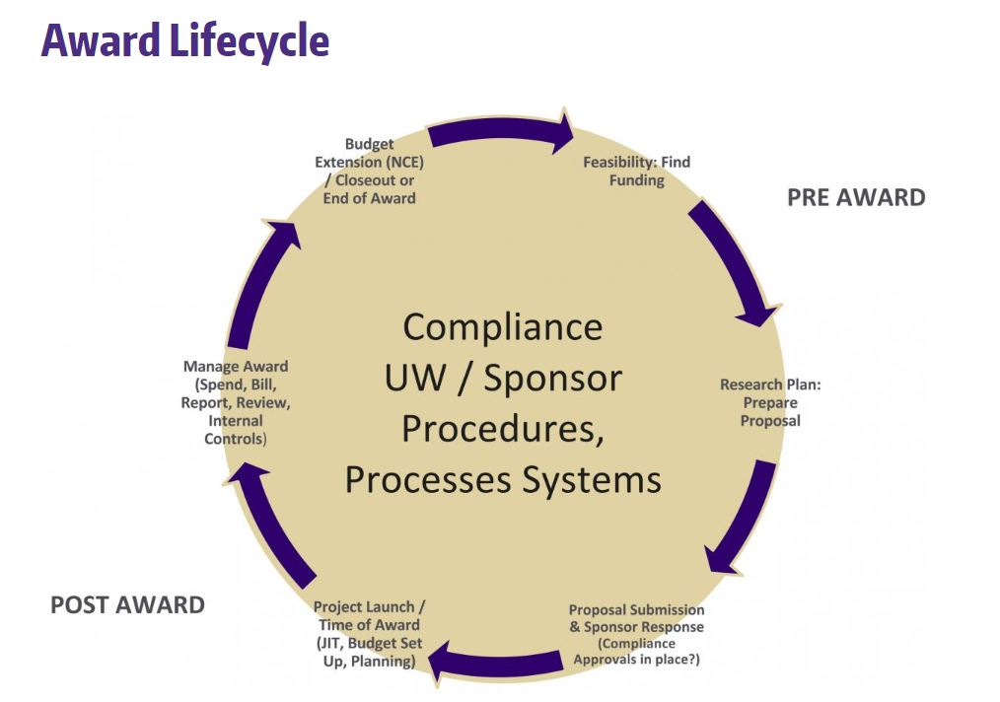 Award Lifecycle
Budget
Extension (NCE)
/ Closeout or
End of Award
Feasibility: Find
Funding
PRE AWARD
Compliance
UW / Sponsor
Procedures,
Processes Systems
Research Plan:
Prepare
Proposal
Manage Award
(Spend, Bill,
Report, Review,
Internal
Controls)
POST AWARD
Project Launch /
Time of Award
(JIT, Budget Set
Up, Planning)
Proposal Submission
& Sponsor Response
(Compliance
Approvals in place?)